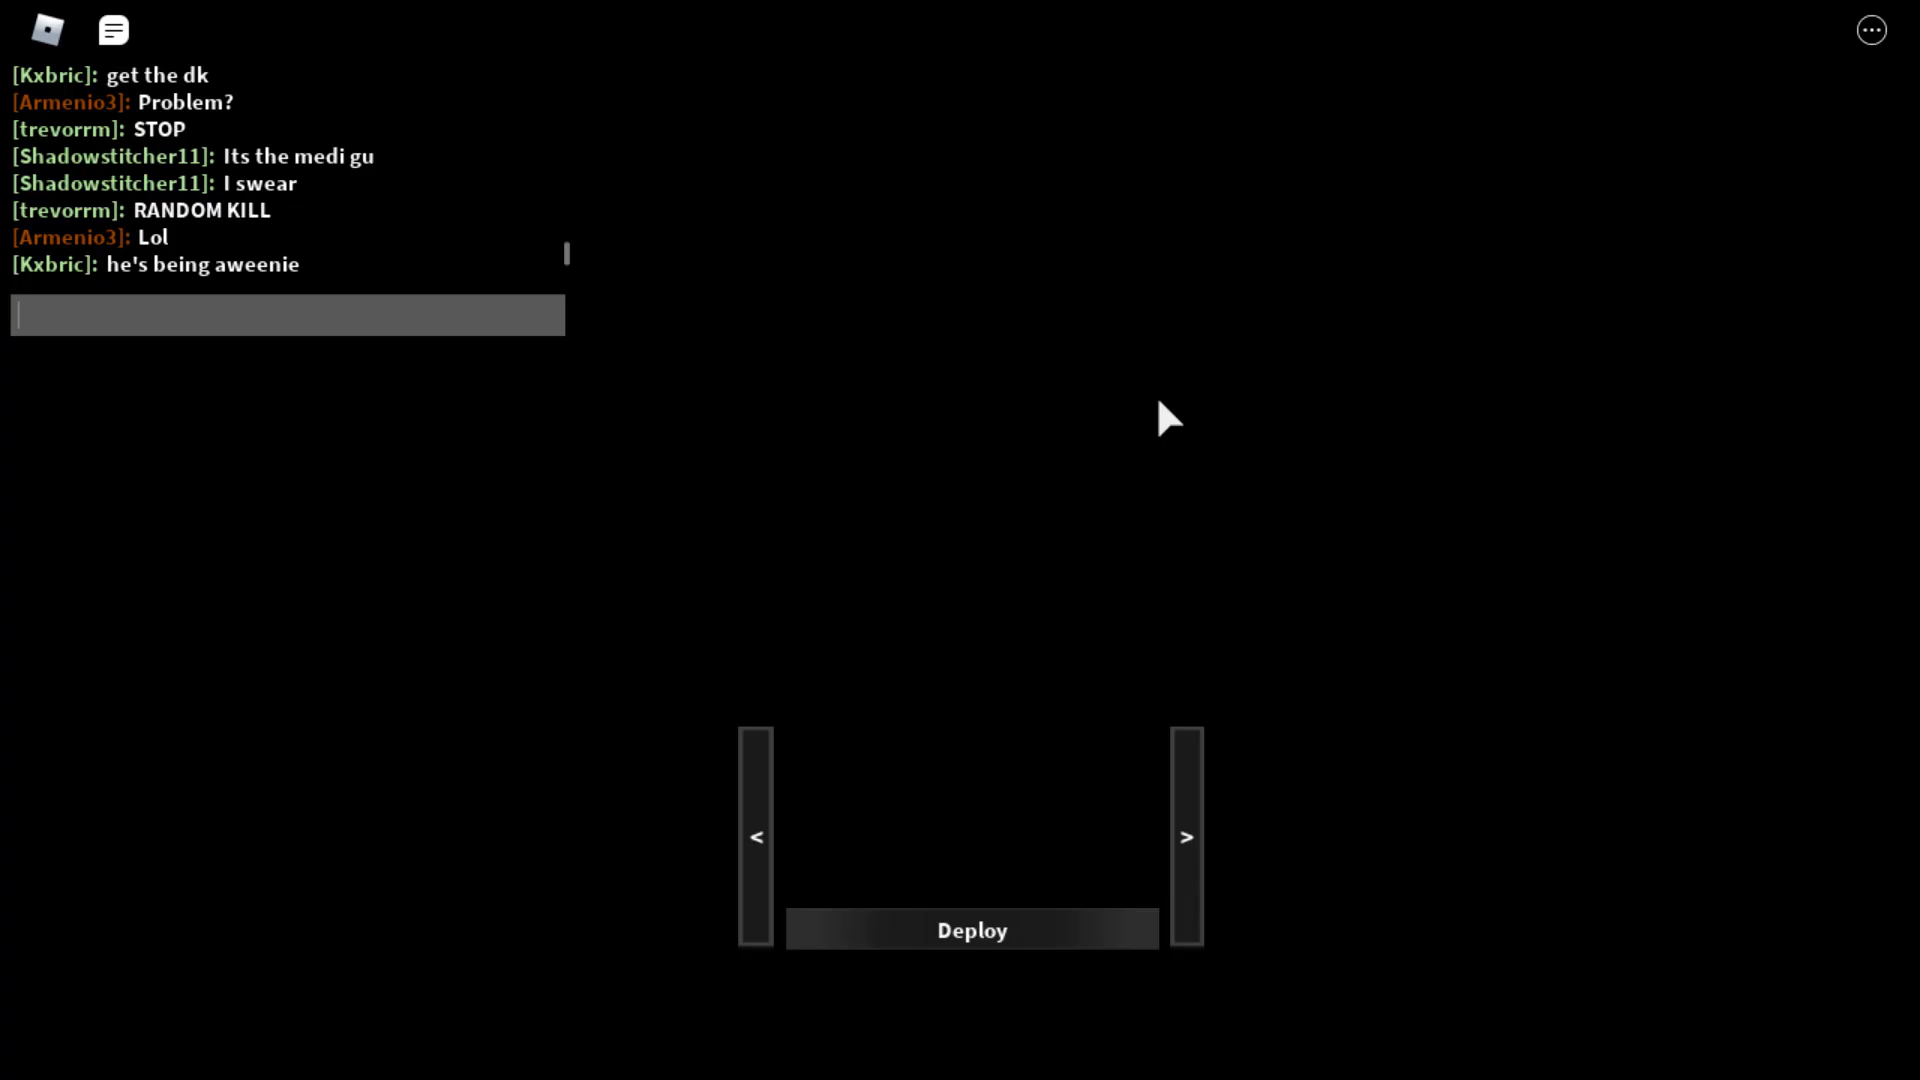 [Kxbric]: get the dk
[Armenio3]: Problem?
[trevorrm]: STOP
[Shadowstitcher11]: Its the medi gu
[Shadowstitcher11]: I swear
[trevorrm]: RANDOM KILL
[Armenio3]: Lol
[Kxbric]: he's being aweenie
< >
Deploy